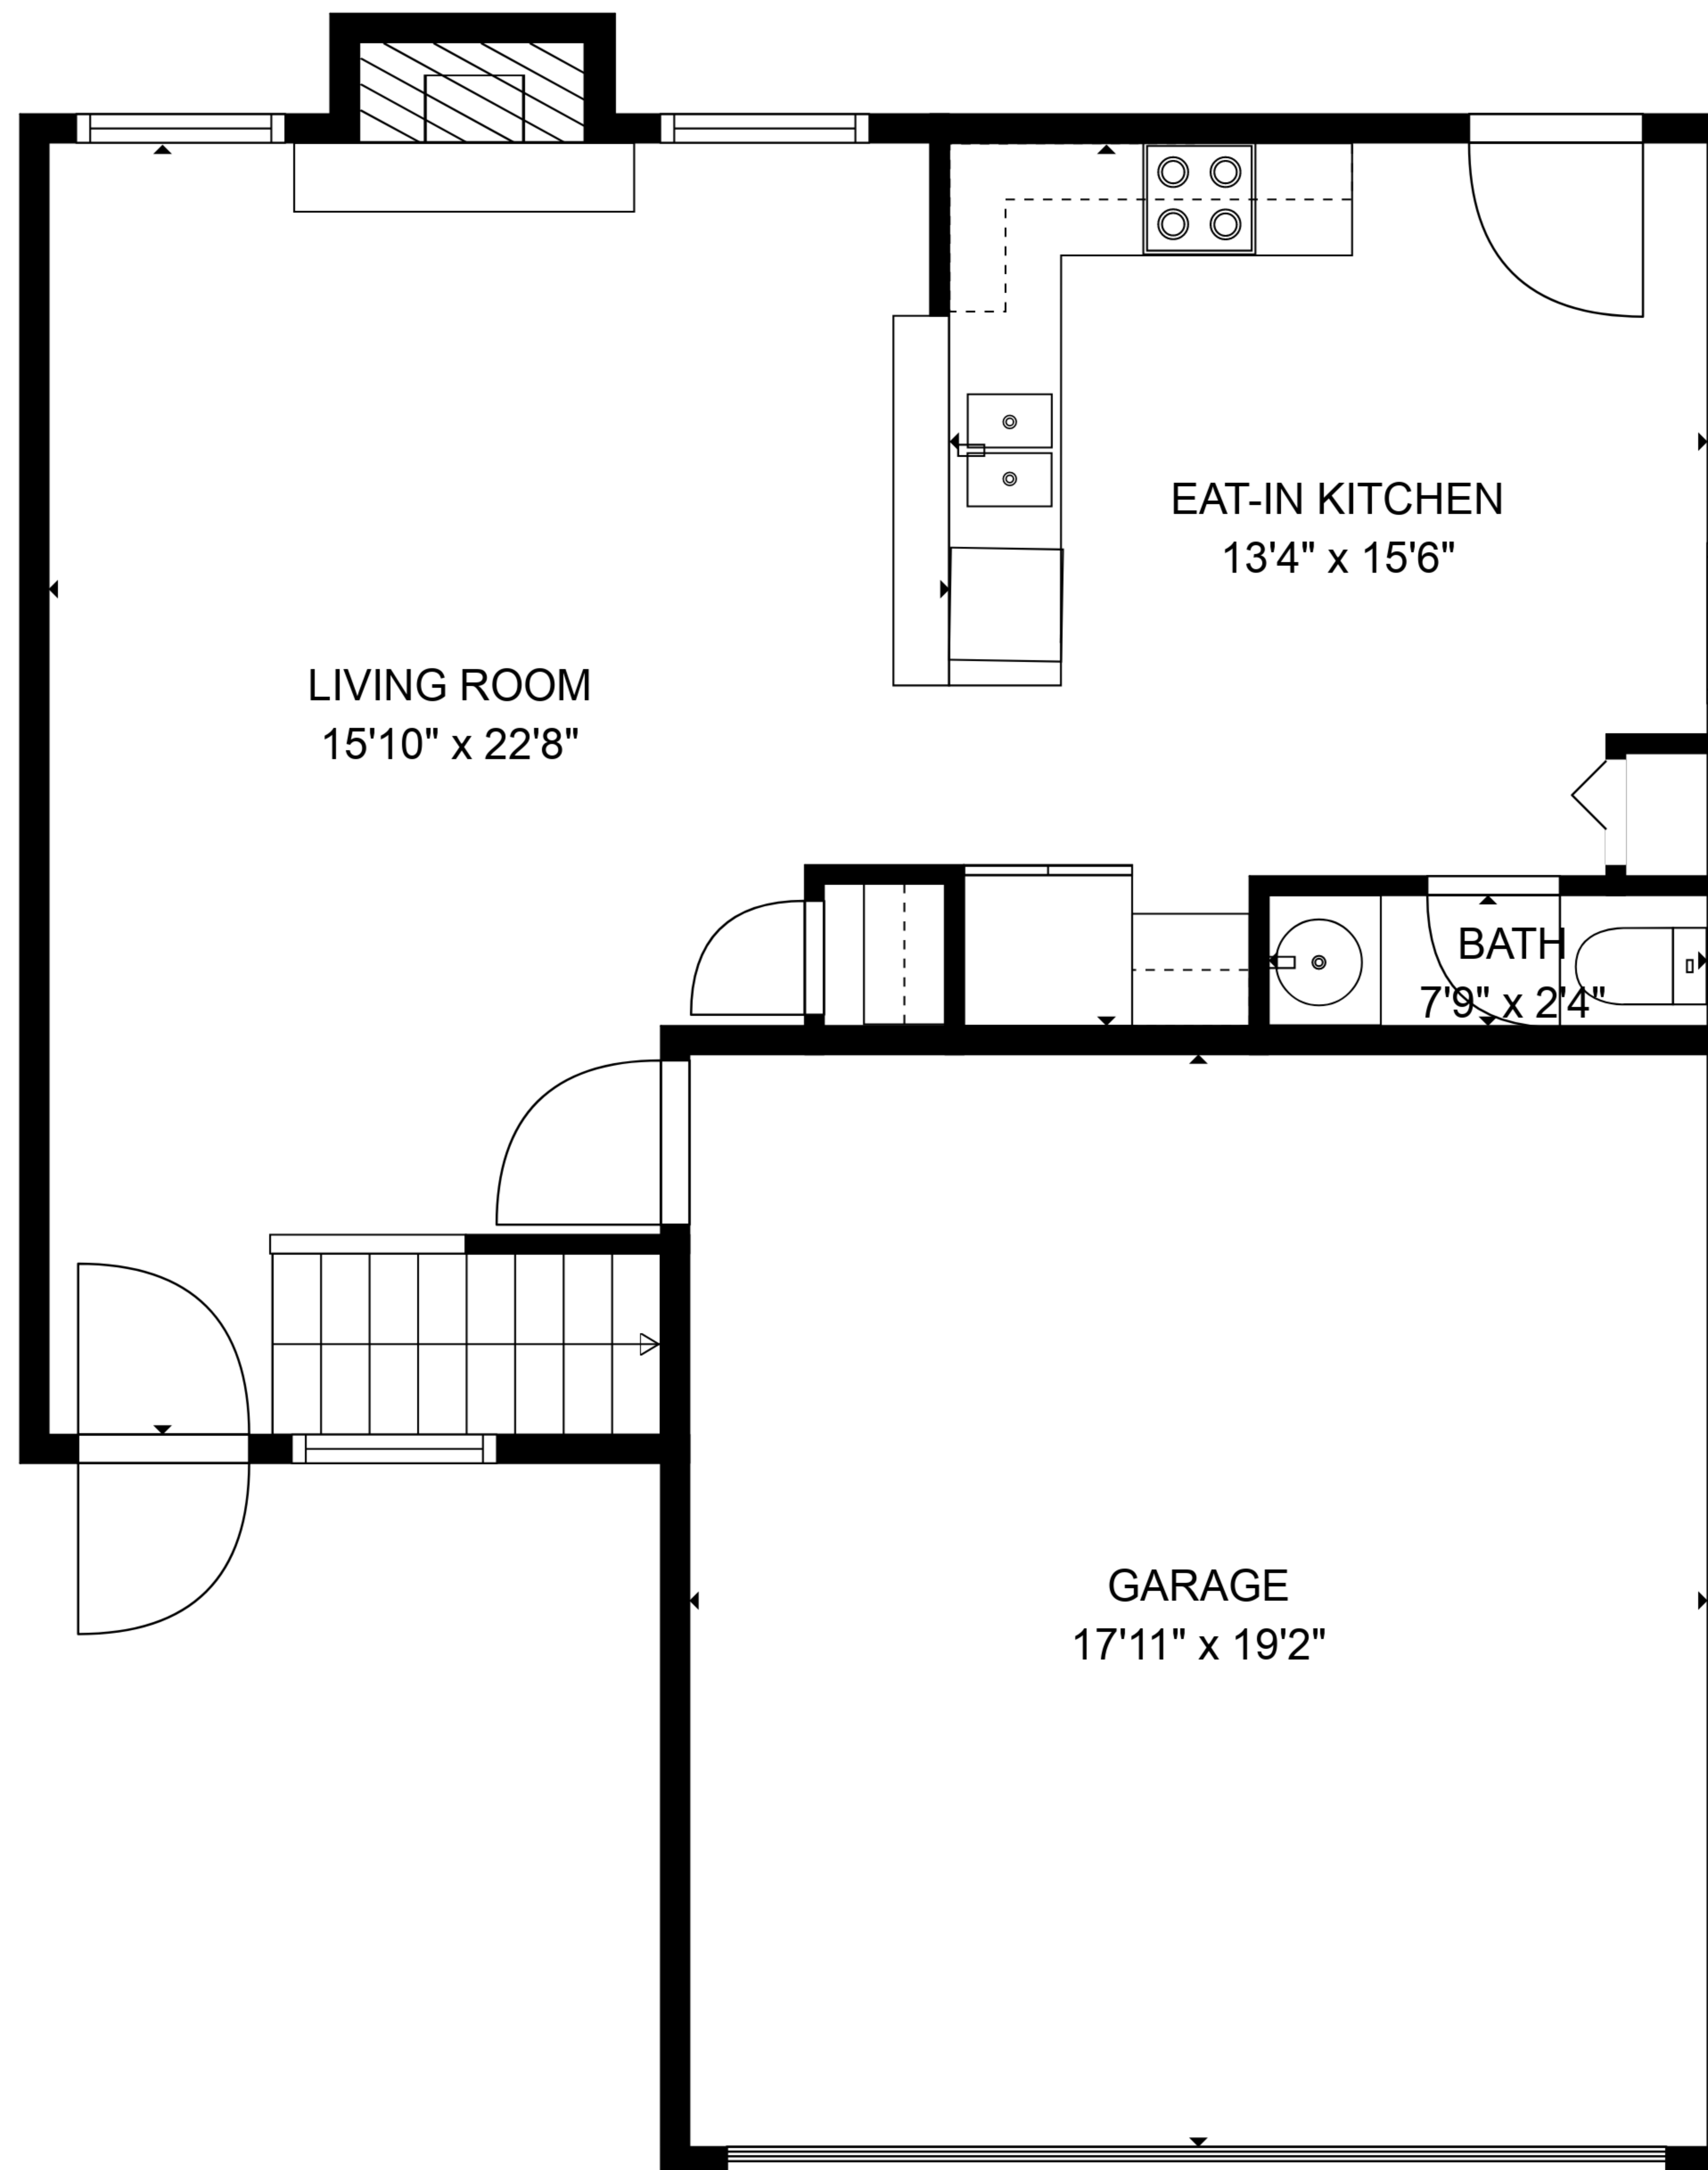 EAT-IN KITCHEN
13'4" x 15'6"
LIVING ROOM
15'10" x 22'8"
BATH
7'9" x 2'4"
GARAGE
17'11" x 19'2"